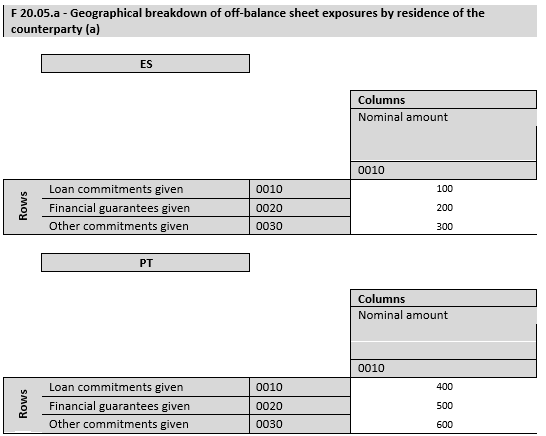 F 20.05.a - Geographical breakdown of off-balance sheet exposures by residence of the
counterparty (a)
ES
Columns
Nominal amount
0010
Rows
Loan commitments given 0010 100
Financial guarantees given 0020 200
Other commitments given 0030 300
PT
Columns
Nominal amount
0010
Rows
Loan commitments given 0010 400
Financial guarantees given 0020 500
Other commitments given 0030 600